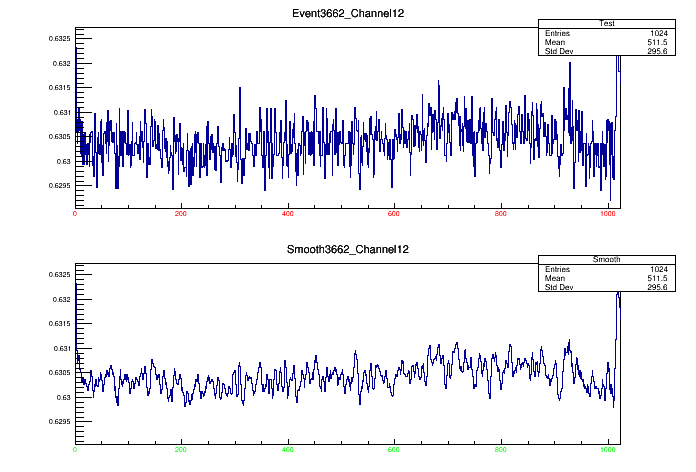 Event3662_Channel12
Test
Entries 1024
Mean 511.5
Std Dev 295.6
0.6325
0.632
0.6315
0.631
0.6305
0.63
0.6295
0 200 400 600 800 1000
Smooth3662_Channel12
Smooth
Entries 1024
Mean 511.5
Std Dev 295.6
0.6325
0.632
0.6315
0.631
0.6305
0.63
0.6295
0 200 400 600 800 1000